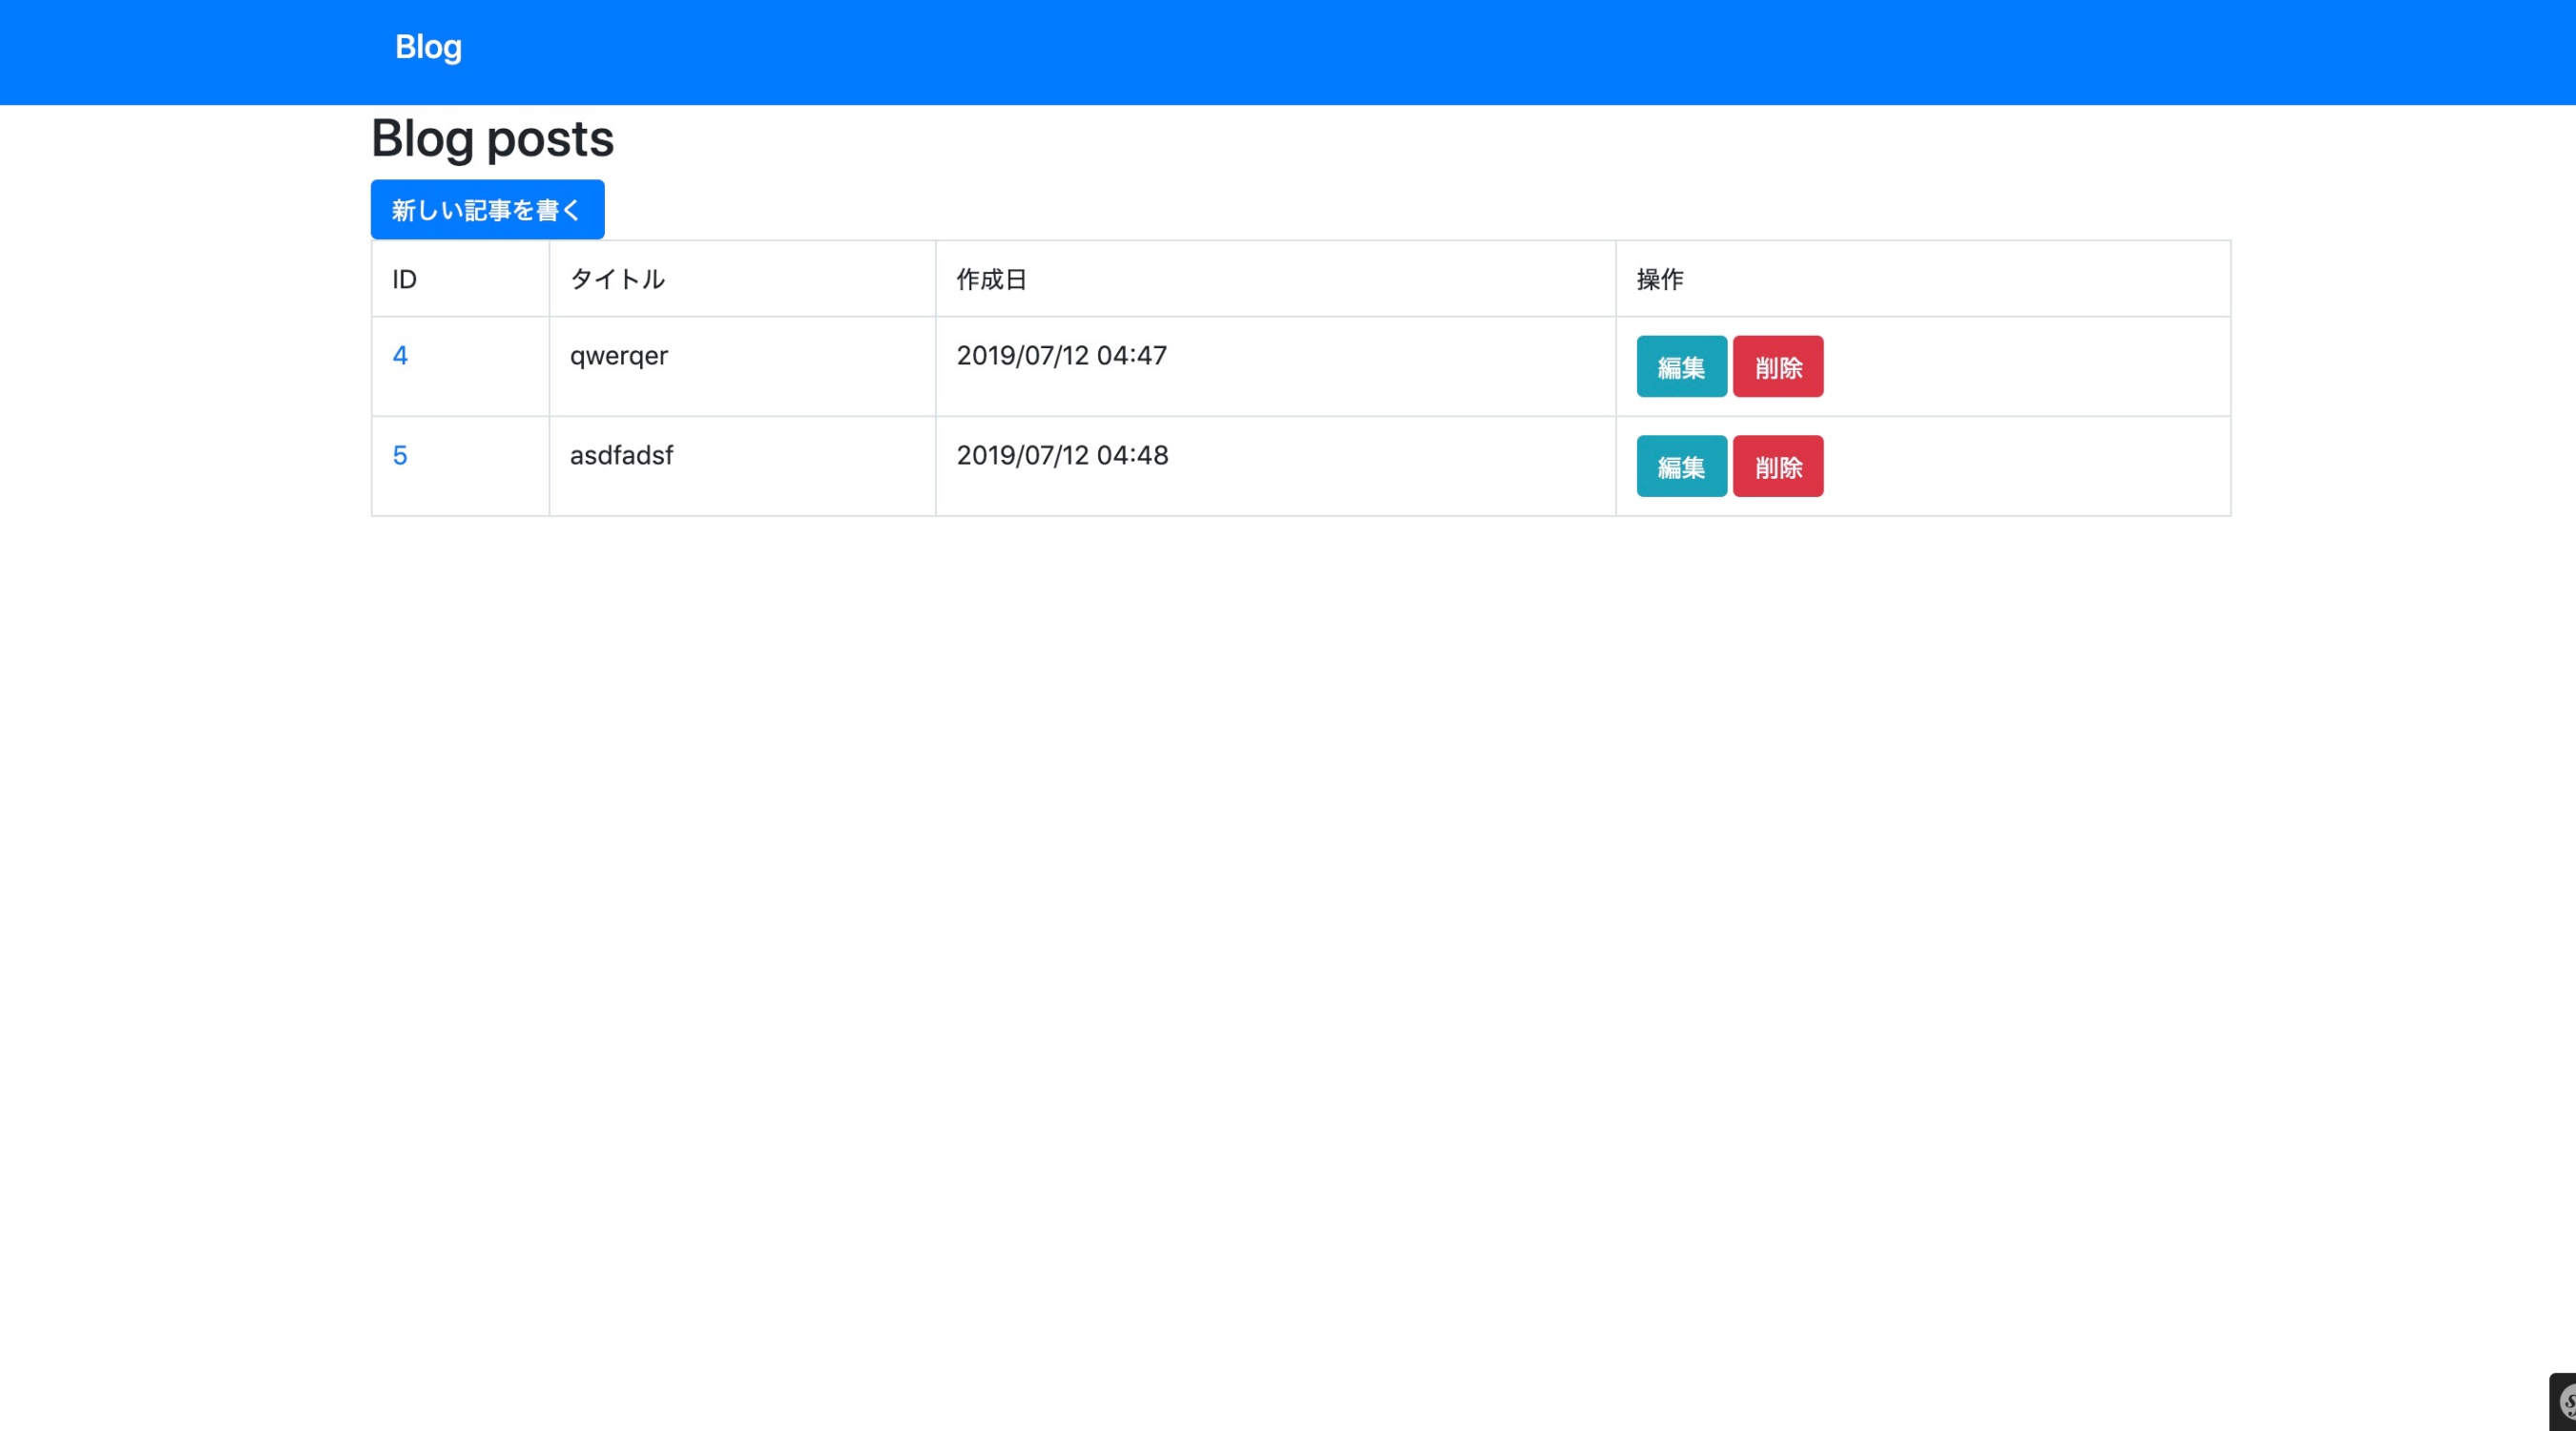 Blog
Blog posts
新しい記事を書く
ID タイトル 作成日 操作
4 qwerqer 2019/07/12 04:47 編集 削除
5 asdfadsf 2019/07/12 04:48 編集 削除